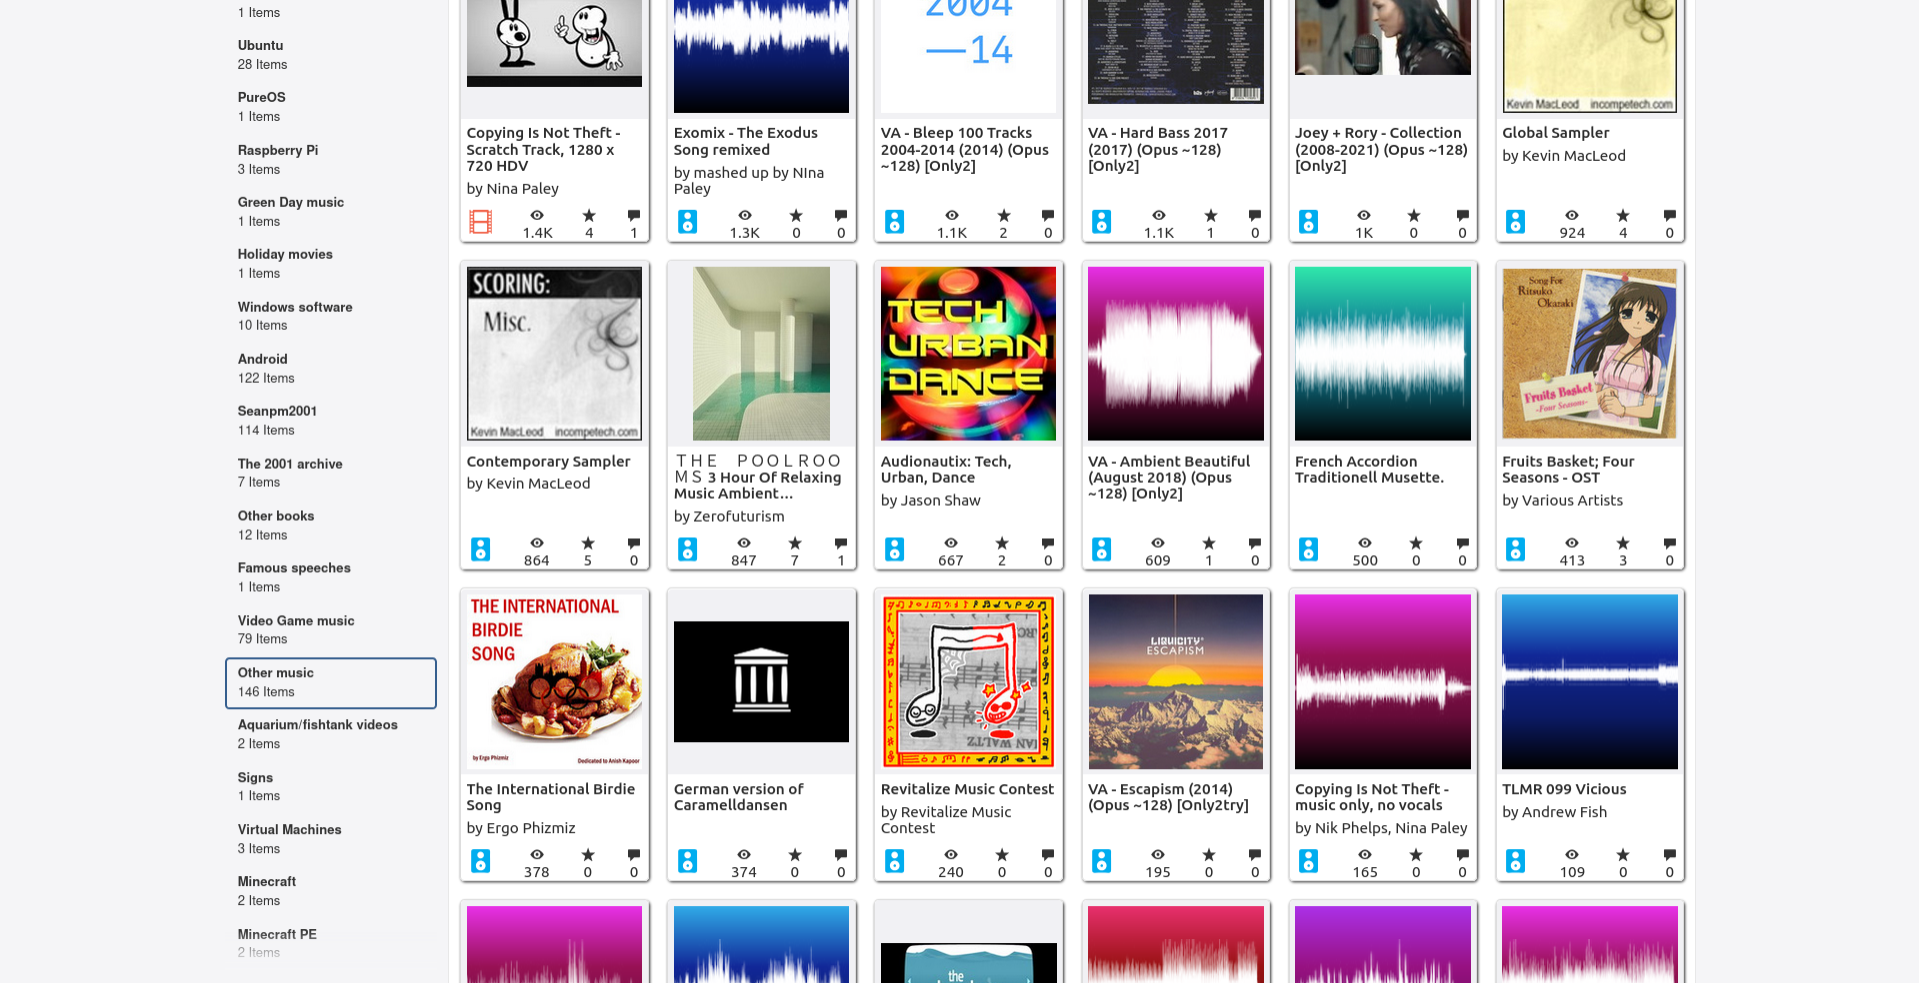 1 Items
Ubuntu
28 Items
PureOS
1 Items
Raspberry Pi
3 Items
Green Day music
1 Items
Holiday movies
1 Items
Windows software
10 Items
Android
122 Items
Seanpm2001
114 Items
The 2001 archive
7 Items
Other books
12 Items
Famous speeches
1 Items
Video Game music
79 Items
Other music
146 Items
Aquarium/fishtank videos
2 Items
Signs
1 Items
Virtual Machines
3 Items
Minecraft
2 Items
Minecraft PE
2 Items
Copying Is Not Theft -
Scratch Track, 1280 x
720 HDV
by Nina Paley
1.4K 4 1
Exomix - The Exodus
Song remixed
by mashed up by NIna
Paley
1.3K 0 0
2004
—14
VA - Bleep 100 Tracks
2004-2014 (2014) (Opus
~128) [Only2]
1.1K 2 0
VA - Hard Bass 2017
(2017) (Opus ~128)
[Only2]
1.1K 1 0
Joey + Rory - Collection
(2008-2021) (Opus ~128)
[Only2]
1K 0 0
Kevin MacLeod incompetech.com
Global Sampler
by Kevin MacLeod
924 4 0
SCORING:
Misc.
Kevin MacLeod incompetech.com
Contemporary Sampler
by Kevin MacLeod
864 5 0
ＴＨＥ ＰＯＯＬＲＯＯ
ＭＳ 3 Hour Of Relaxing
Music Ambient…
by Zerofuturism
847 7 1
TECH
URBAN
DANCE
Audionautix: Tech,
Urban, Dance
by Jason Shaw
667 2 0
VA - Ambient Beautiful
(August 2018) (Opus
~128) [Only2]
609 1 0
French Accordion
Traditionell Musette.
500 0 0
Song For
Ritsuko
Okazaki
Fruits Basket
~Four Seasons~
Fruits Basket; Four
Seasons - OST
by Various Artists
413 3 0
THE INTERNATIONAL
BIRDIE
SONG
by Ergo Phizmiz
Dedicated to Anish Kapoor
The International Birdie
Song
by Ergo Phizmiz
378 0 0
German version of
Caramelldansen
374 0 0
IAN WALTZ
Revitalize Music Contest
by Revitalize Music
Contest
240 0 0
LIQUICITY
ESCAPISM
VA - Escapism (2014)
(Opus ~128) [Only2try]
195 0 0
Copying Is Not Theft -
music only, no vocals
by Nik Phelps, Nina Paley
165 0 0
TLMR 099 Vicious
by Andrew Fish
109 0 0
the